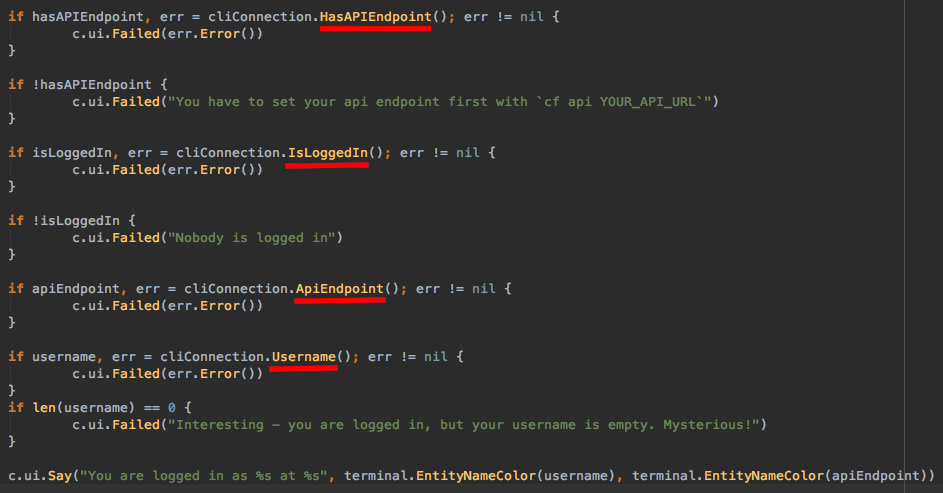 if hasAPIEndpoint, err = cliConnection.HasAPIEndpoint(); err != nil {
c.ui.Failed(err.Error())
}
if !hasAPIEndpoint {
c.ui.Failed("You have to set your api endpoint first with `cf api YOUR_API_URL`")
}
if isLoggedIn, err = cliConnection.IsLoggedIn(); err != nil {
c.ui.Failed(err.Error())
}
if !isLoggedIn {
c.ui.Failed("Nobody is logged in")
}
if apiEndpoint, err = cliConnection.ApiEndpoint(); err != nil {
c.ui.Failed(err.Error())
}
if username, err = cliConnection.Username(); err != nil {
c.ui.Failed(err.Error())
}
if len(username) == 0 {
c.ui.Failed("Interesting – you are logged in, but your username is empty. Mysterious!")
}
c.ui.Say("You are logged in as %s at %s", terminal.EntityNameColor(username), terminal.EntityNameColor(apiEndpoint))